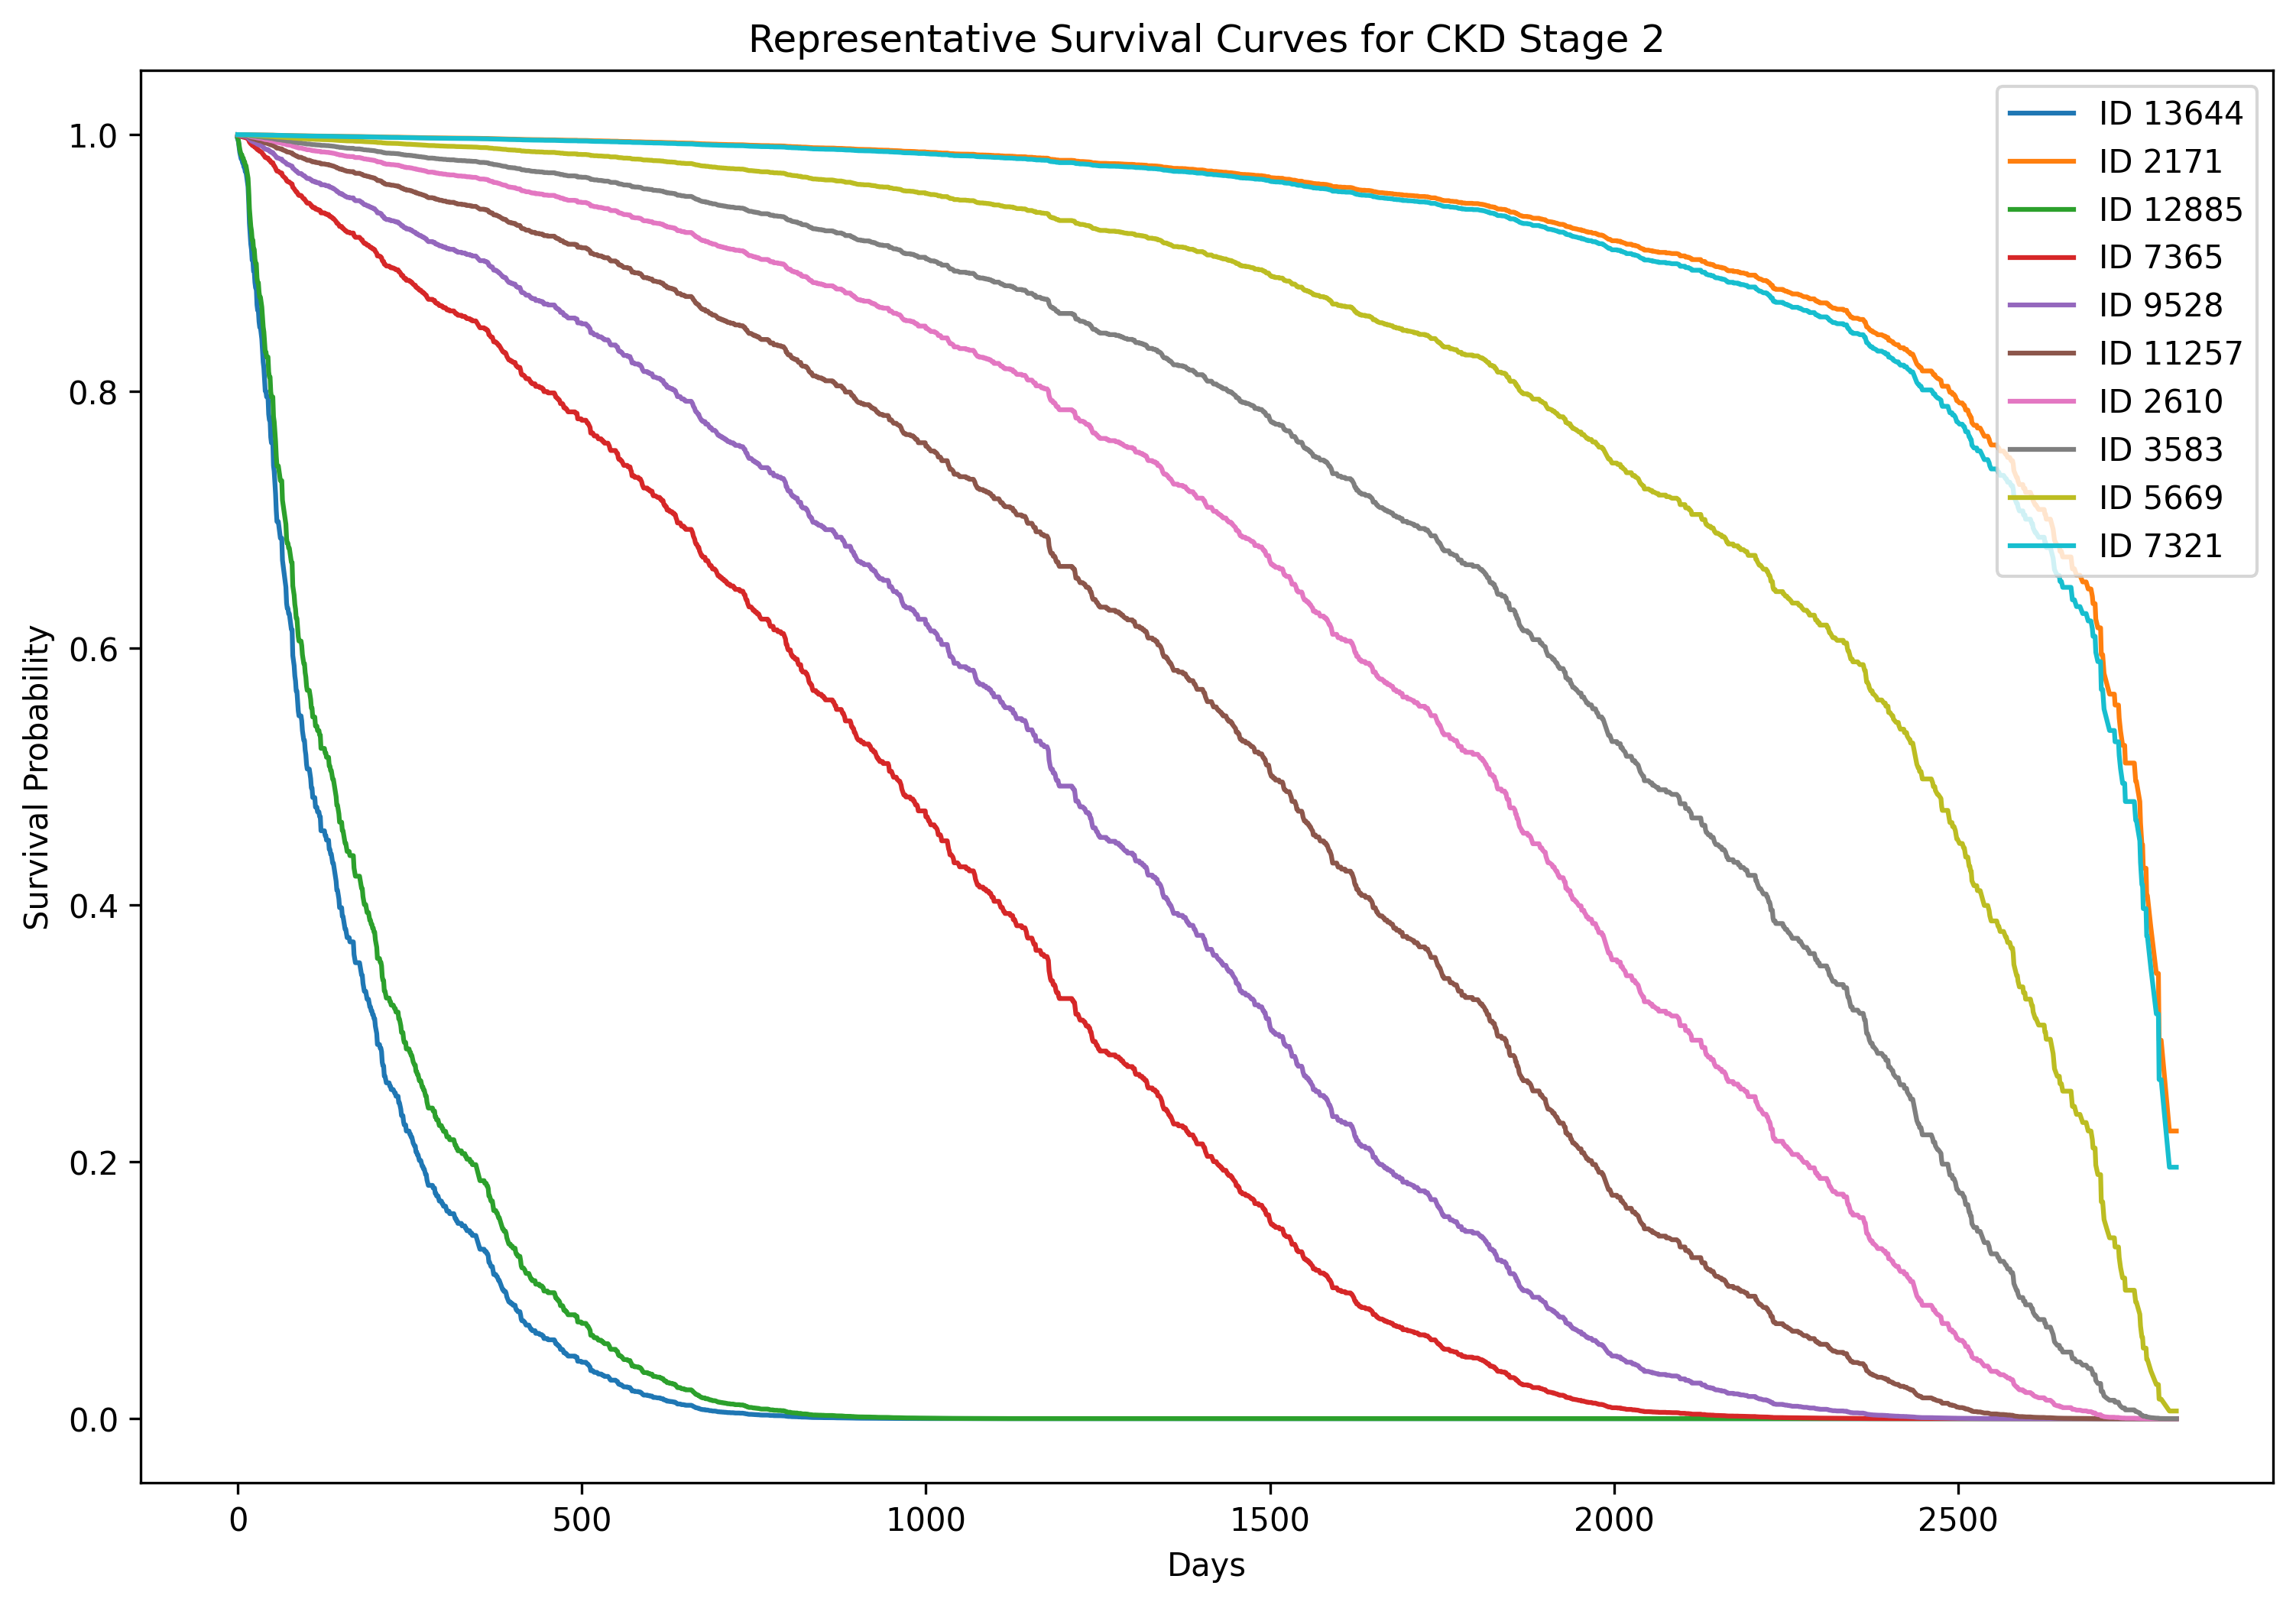 Representative Survival Curves for CKD Stage 2
1.0
0.8
0.6
0.4
0.2
0.0
Survival Probability
0 500 1000 1500 2000 2500
Days
ID 13644
ID 2171
ID 12885
ID 7365
ID 9528
ID 11257
ID 2610
ID 3583
ID 5669
ID 7321